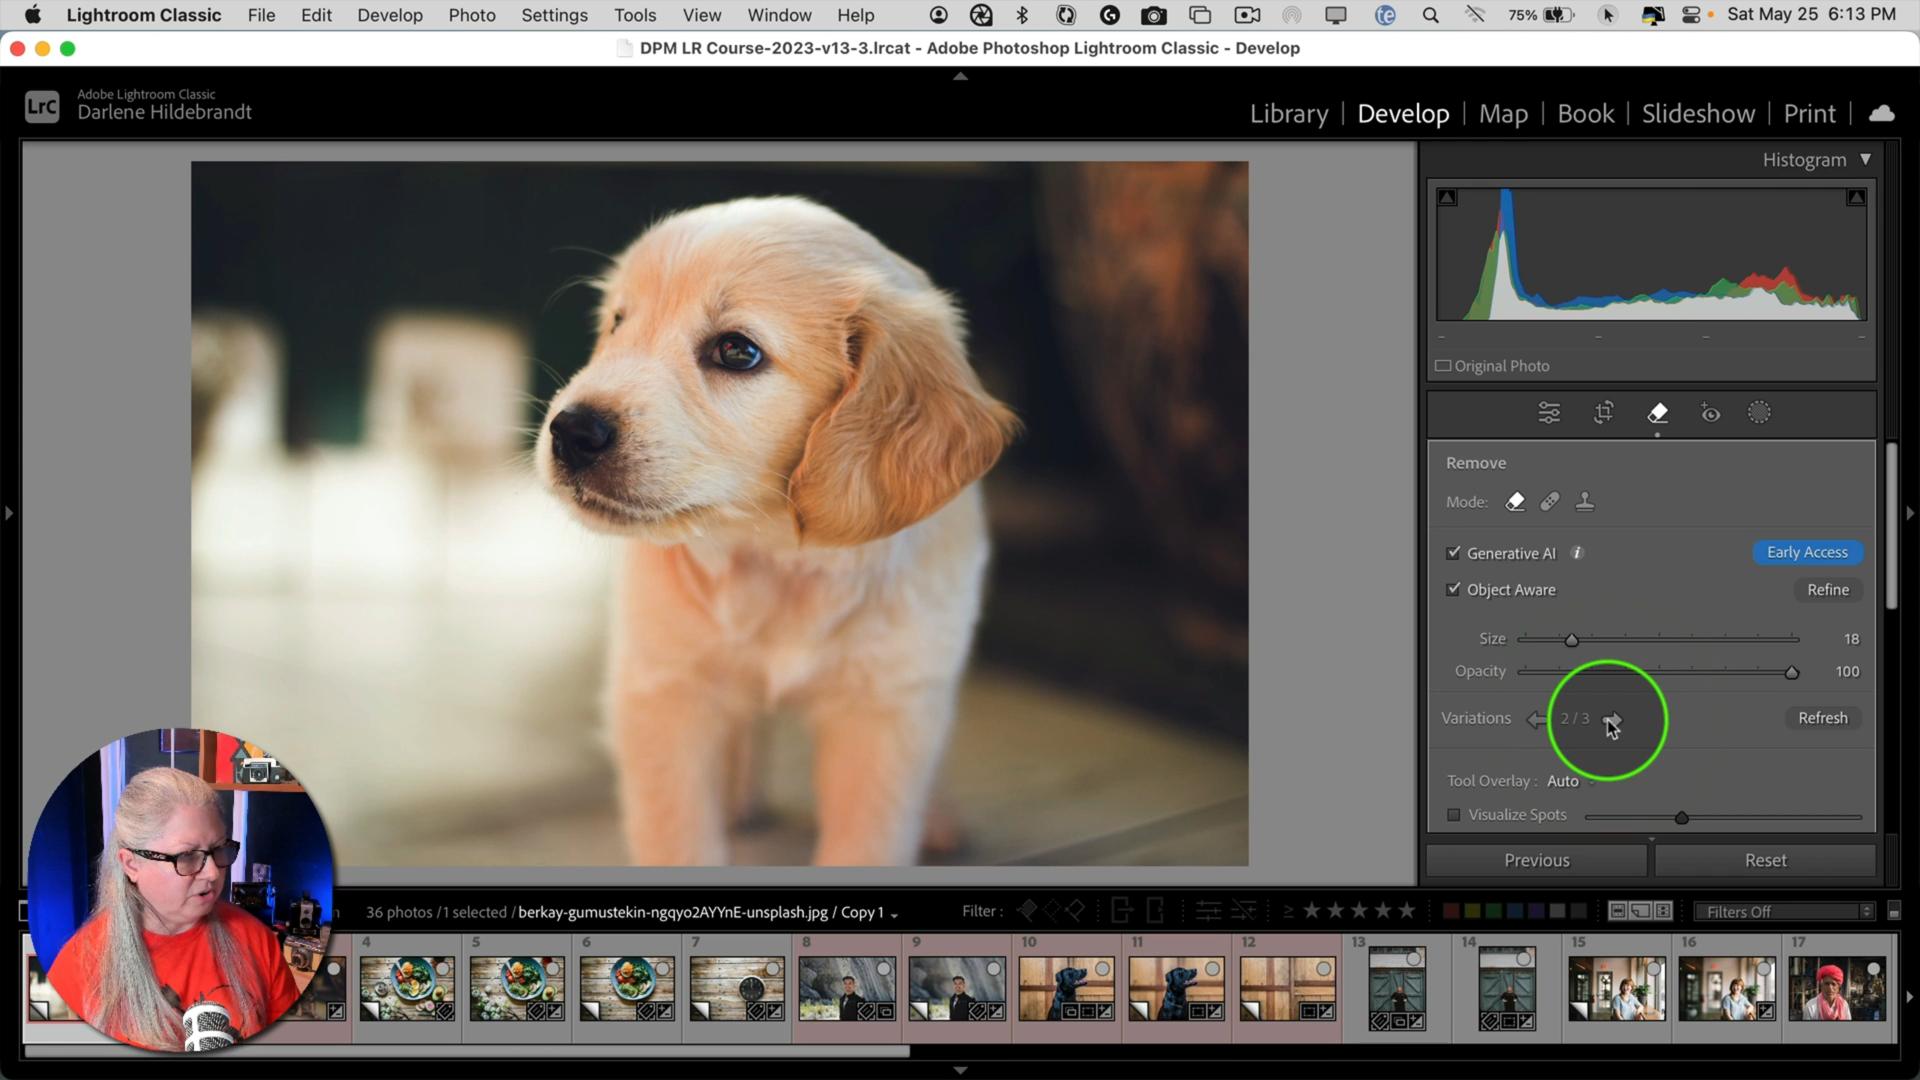 Lightroom Classic File Edit Develop Photo Settings Tools View Window Help 75% Sat May 25 6:13 PM
DPM LR Course-2023-v13-3.lrcat - Adobe Photoshop Lightroom Classic - Develop
LrC
Adobe Lightroom Classic
Darlene Hildebrandt
Library | Develop | Map | Book | Slideshow | Print |
Histogram
Original Photo
Remove
Mode:
Generative AI i Early Access
Object Aware Refine
Size 18
Opacity 100
Variations 2 / 3 Refresh
Tool Overlay : Auto
Visualize Spots
Previous Reset
36 photos /1 selected / berkay-gumustekin-ngqyo2AYYnE-unsplash.jpg / Copy 1 Filter : Filters Off
4 5 6 7 8 9 10 11 12 13 14 15 16 17